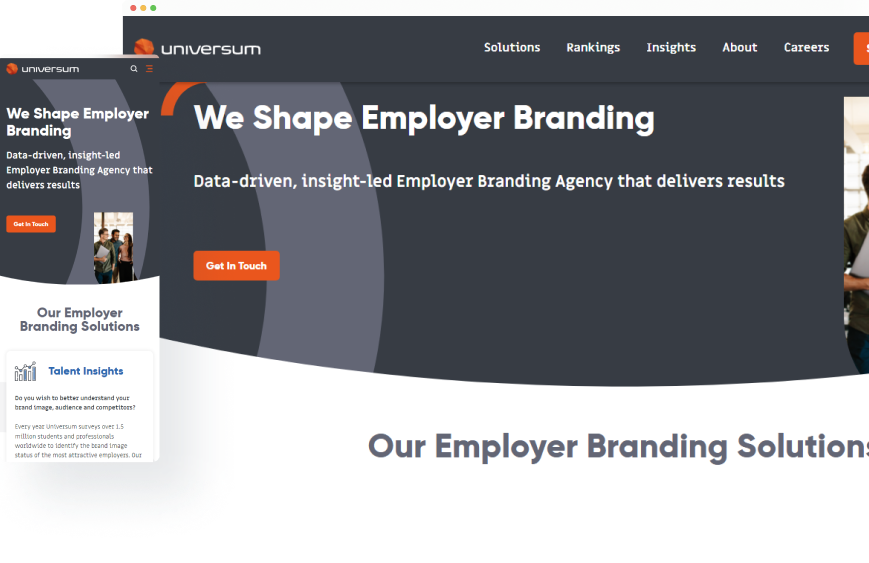 universum
Solutions Rankings Insights About Careers
We Shape Employer Branding
Data-driven, insight-led Employer Branding Agency that delivers results
Get In Touch
Our Employer Branding Solutions
universum
We Shape Employer
Branding
Data-driven, insight-led
Employer Branding Agency that
delivers results
Get In Touch
Our Employer
Branding Solutions
Talent Insights
Do you wish to better understand your
brand image, audience and competitors?
Every year Universum surveys over 1.5
million students and professionals
worldwide to identify the brand image
status of the most attractive employers. Our